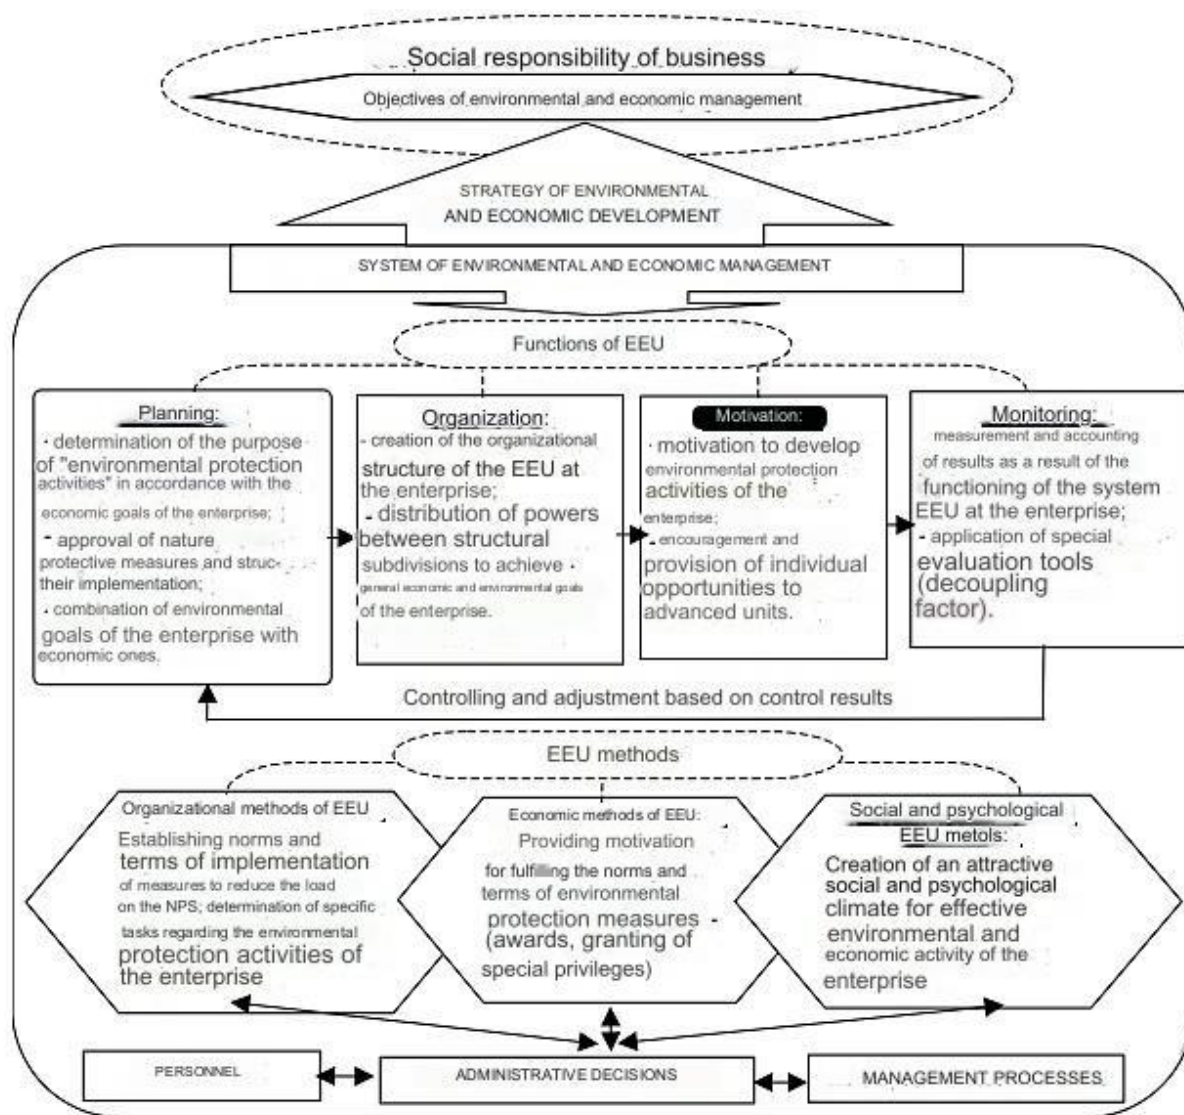 Social responsibility of business
Objectives of environmental and economic management
STRATEGY OF ENVIRONMENTAL
AND ECONOMIC DEVELOPMENT
SYSTEM OF ENVIRONMENTAL AND ECONOMIC MANAGEMENT
Functions of EEU
Planning:
· determination of the purpose
of "environmental protection
activities" in accordance with the
economic goals of the enterprise;
- approval of nature
protective measures and struc-
their implementation;
· combination of environmental
goals of the enterprise with
economic ones.
Organization:
- creation of the organizational
structure of the EEU at
the enterprise;
- distribution of powers
between structural
subdivisions to achieve
general economic and environmental goals
of the enterprise.
Motivation:
· motivation to develop
environmental protection
activities of the
enterprise;
- encouragement and
provision of individual
opportunities to
advanced units.
Monitoring:
measurement and accounting
of results as a result of the
functioning of the system
EEU at the enterprise;
- application of special
evaluation tools
(decoupling
factor).
Controlling and adjustment based on control results
EEU methods
Organizational methods of EEU
Establishing norms and
terms of implementation
of measures to reduce the load
on the NPS; determination of specific
tasks regarding the environmental
protection activities of
the enterprise
Economic methods of EEU:
Providing motivation
for fulfilling the norms and
terms of environmental
protection measures -
(awards, granting of
special privileges)
Social and psychological
EEU metols:
Creation of an attractive
social and psychological
climate for effective
environmental and
economic activity of the
enterprise
PERSONNEL
ADMINISTRATIVE DECISIONS
MANAGEMENT PROCESSES